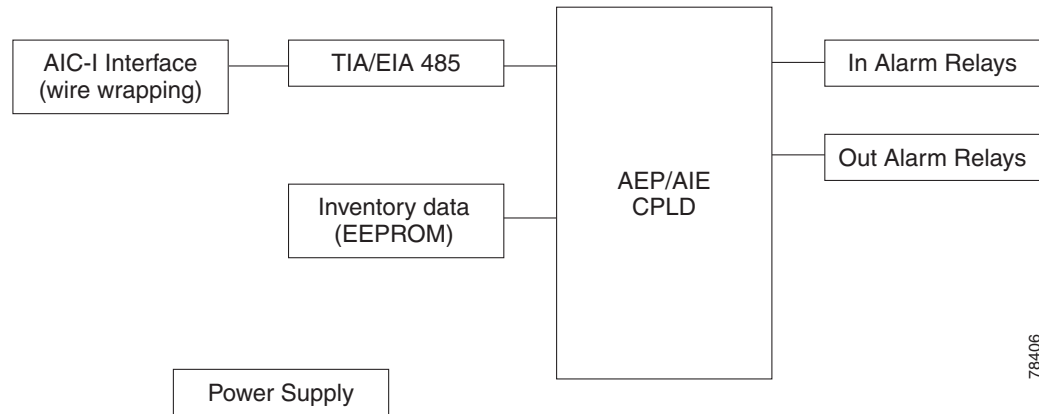 AIC-I Interface
(wire wrapping)
TIA/EIA 485
In Alarm Relays
Out Alarm Relays
AEP/AIE
CPLD
Inventory data
(EEPROM)
Power Supply
78406